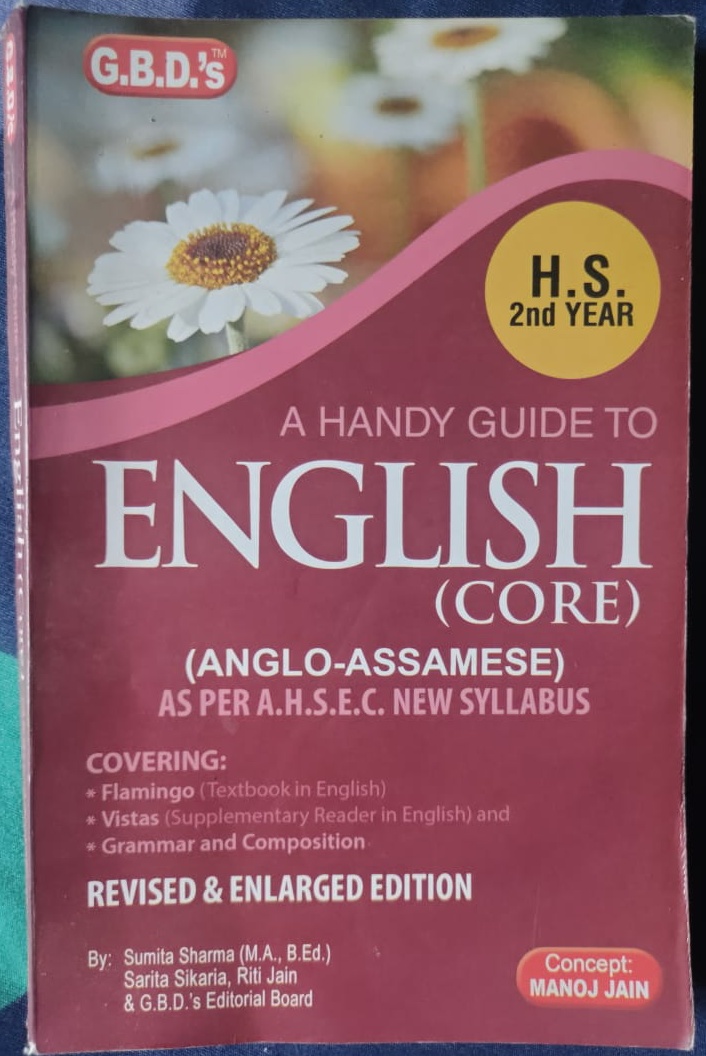 G.B.D.'s™
H.S.
2nd YEAR
A HANDY GUIDE TO
ENGLISH
(CORE)
(ANGLO-ASSAMESE)
AS PER A.H.S.E.C. NEW SYLLABUS
COVERING:
* Flamingo (Textbook in English)
* Vistas (Supplementary Reader in English) and
* Grammar and Composition
REVISED & ENLARGED EDITION
By: Sumita Sharma (M.A., B.Ed.)
Sarita Sikaria, Riti Jain
& G.B.D.'s Editorial Board
Concept:
MANOJ JAIN